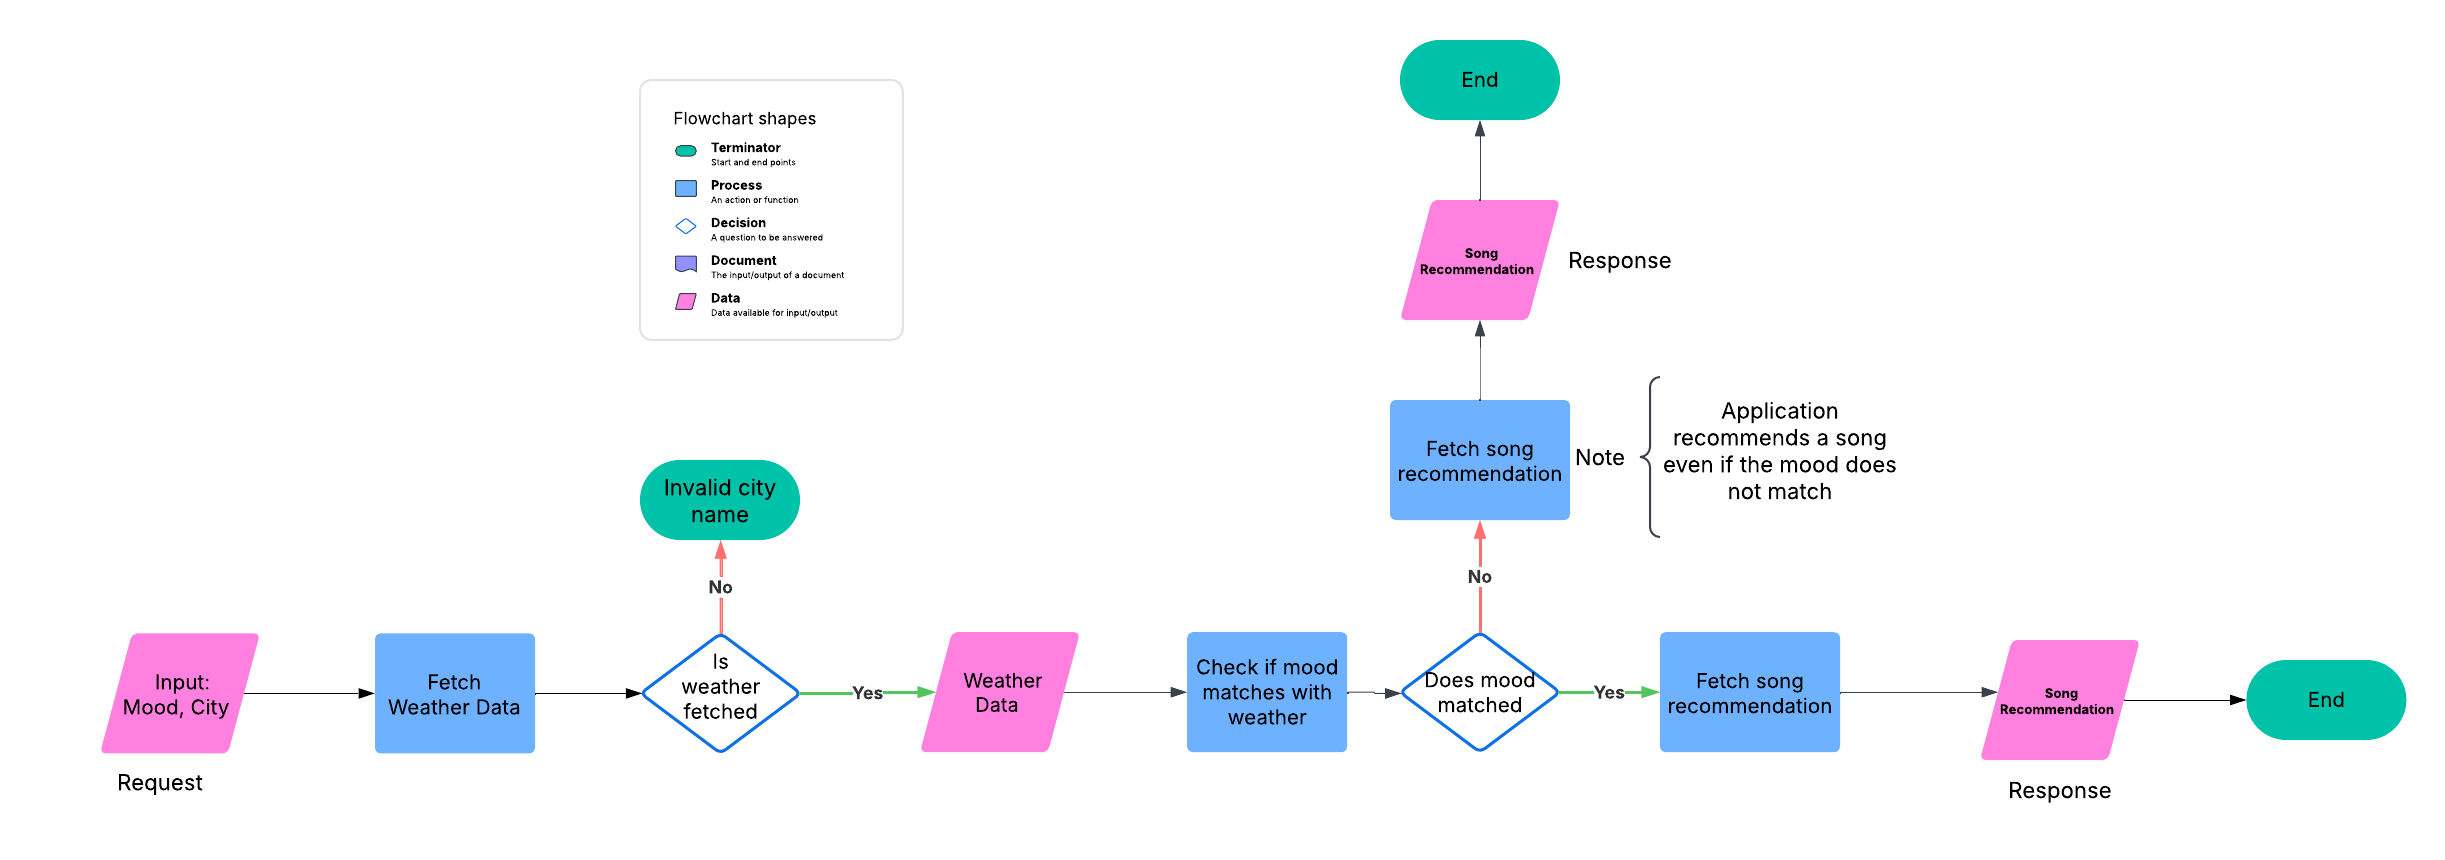 End
Flowchart shapes
Terminator
Start and end points
Process
An action or function
Decision
A question to be answered
Document
The input/output of a document
Data
Data available for input/output
Song
Recommendation
Response
Fetch song
recommendation
Note
Application
recommends a song
even if the mood does
not match
Invalid city
name
No
No
Input:
Mood, City
Request
Fetch
Weather Data
Is
weather
fetched
Yes
Weather
Data
Check if mood
matches with
weather
Does mood
matched
Yes
Fetch song
recommendation
Song
Recommendation
Response
End